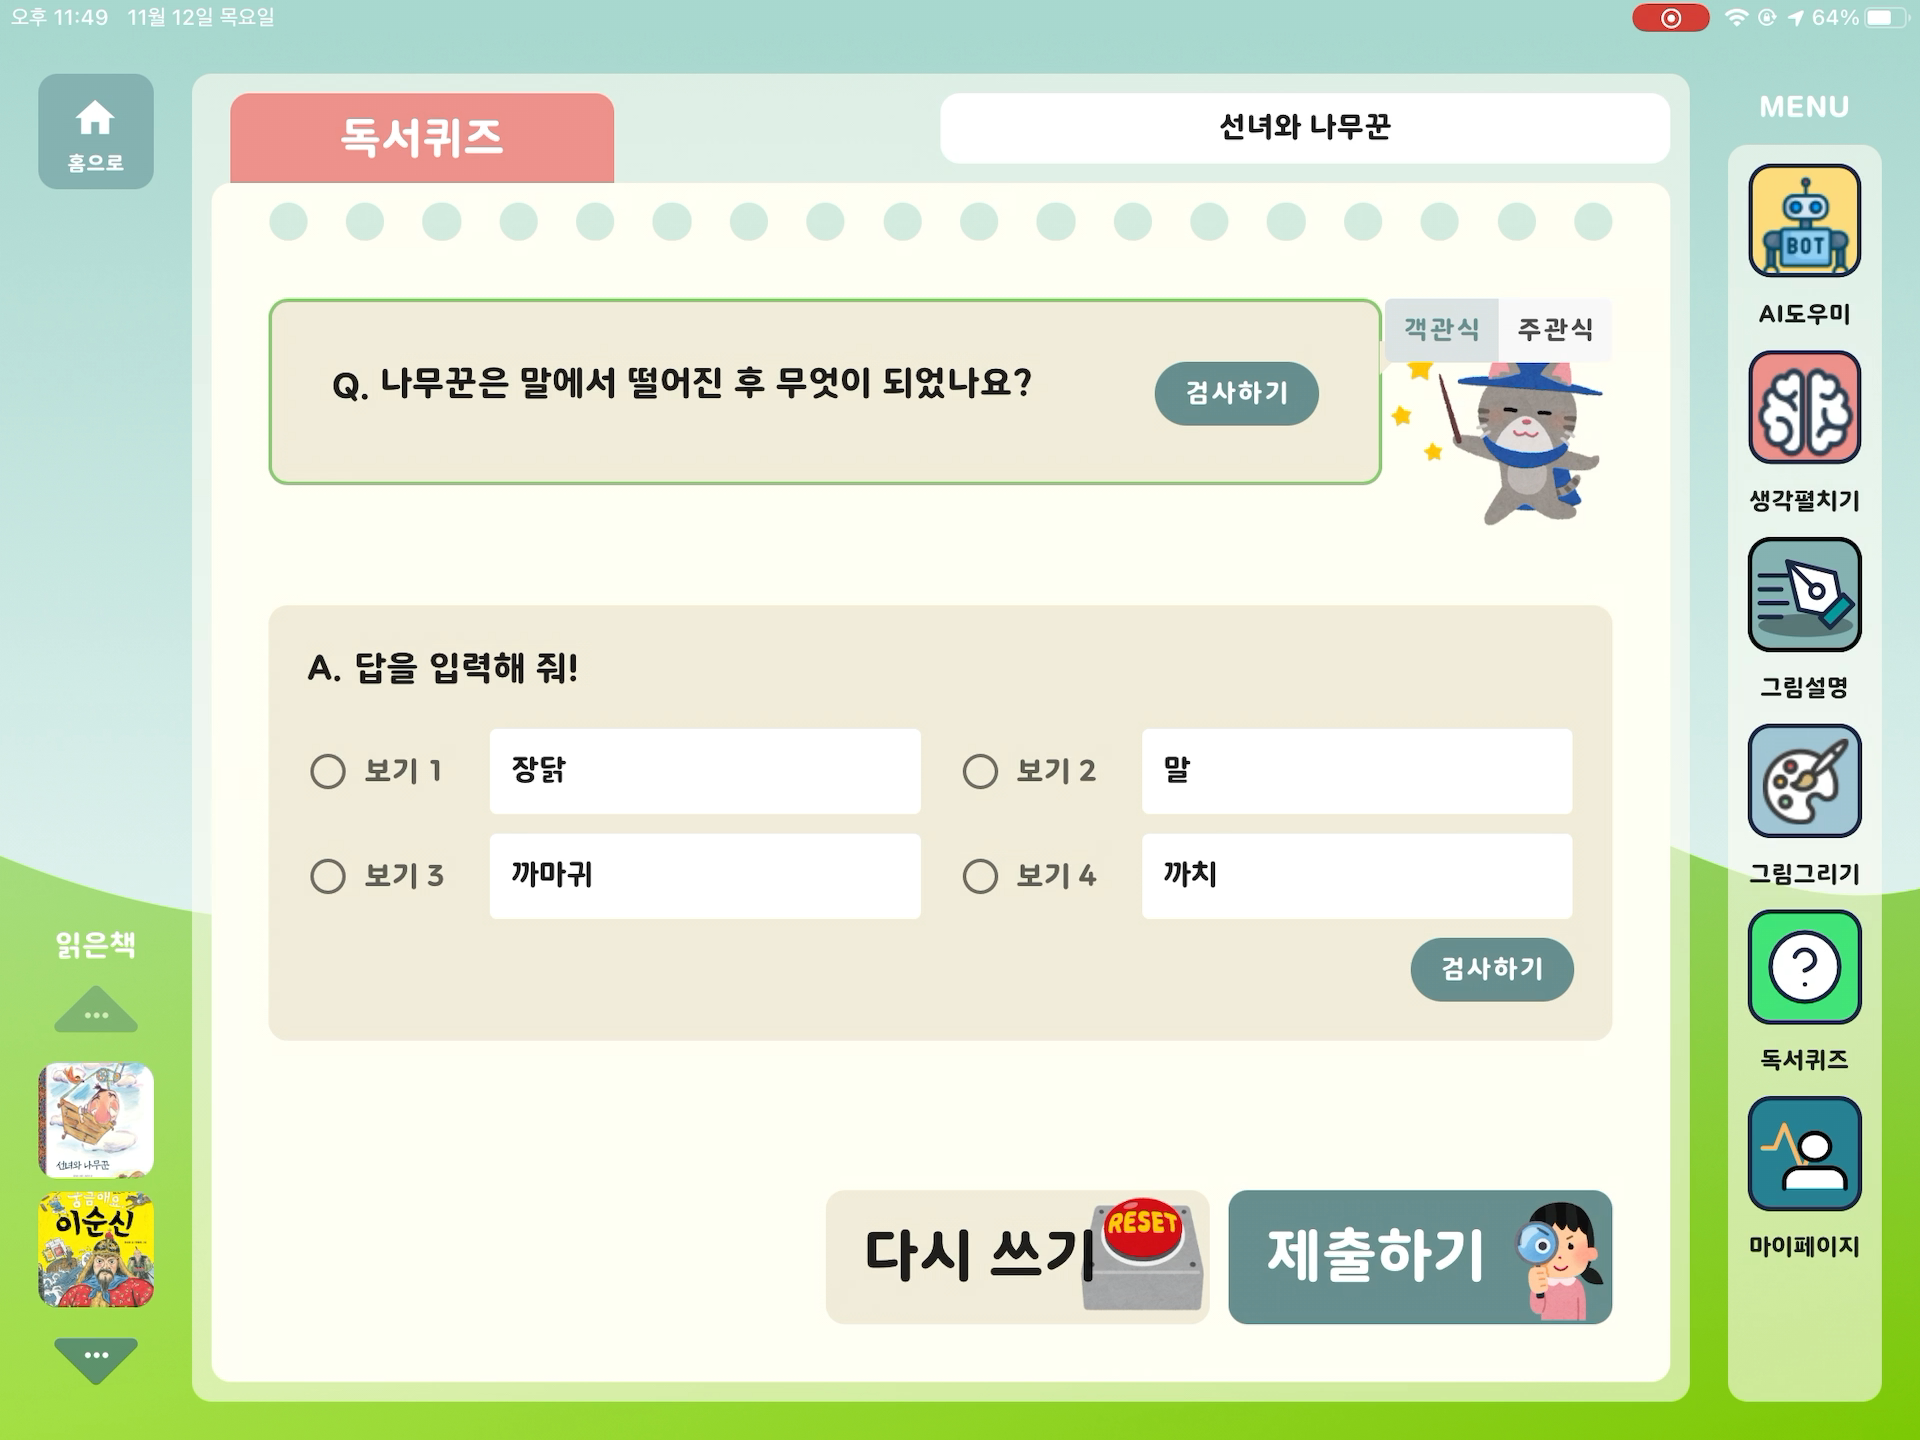 오후 11:49 11월 12일 목요일
64%
홈으로
독서퀴즈
선녀와 나무꾼
MENU
BOT
AI도우미
생각펼치기
그림설명
그림그리기
독서퀴즈
마이페이지
객관식
주관식
Q. 나무꾼은 말에서 떨어진 후 무엇이 되었나요?
검사하기
A. 답을 입력해 줘!
보기 1
장닭
보기 2
말
보기 3
까마귀
보기 4
까치
검사하기
읽은책
선녀와 나무꾼
궁금해요
이순신
다시 쓰기
RESET
제출하기